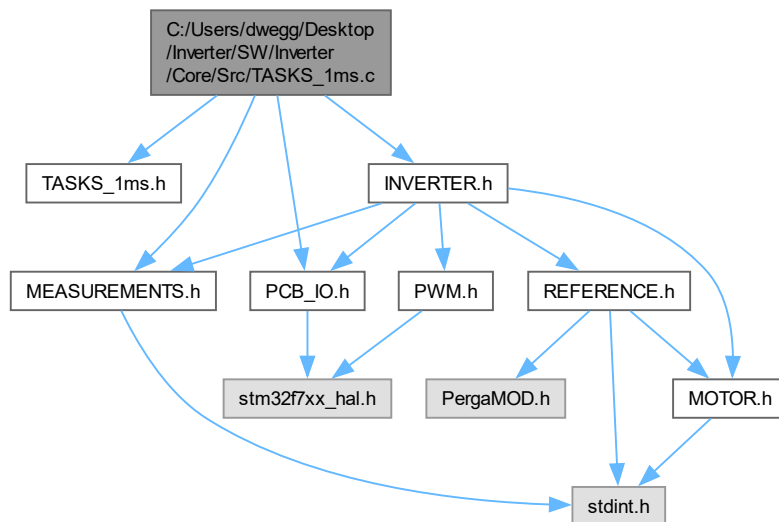 C:/Users/dwegg/Desktop
/Inverter/SW/Inverter
/Core/Src/TASKS_1ms.c
TASKS_1ms.h
INVERTER.h
MEASUREMENTS.h
PCB_IO.h
PWM.h
REFERENCE.h
stm32f7xx_hal.h
PergaMOD.h
MOTOR.h
stdint.h